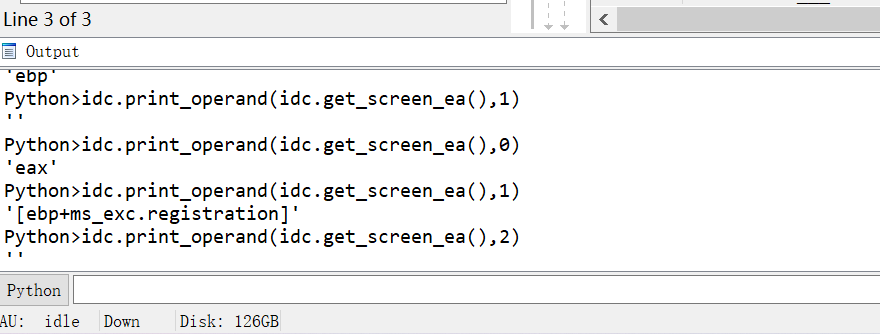 Line 3 of 3
Output
'ebp'
Python>idc.print_operand(idc.get_screen_ea(),1)
''
Python>idc.print_operand(idc.get_screen_ea(),0)
'eax'
Python>idc.print_operand(idc.get_screen_ea(),1)
'[ebp+ms_exc.registration]'
Python>idc.print_operand(idc.get_screen_ea(),2)
''
Python
AU: idle Down Disk: 126GB